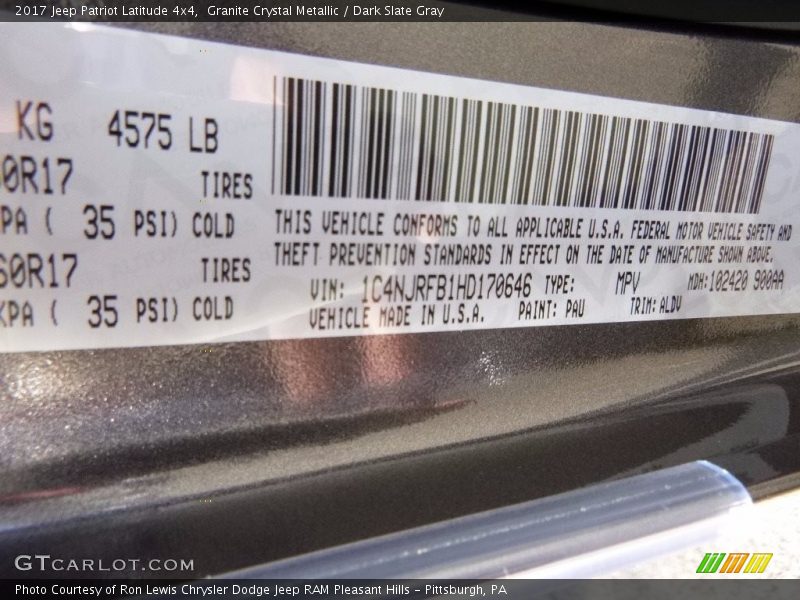 2017 Jeep Patriot Latitude 4x4, Granite Crystal Metallic / Dark Slate Gray
KG 4575 LB
60R17 TIRES
KPA ( 35 PSI) COLD
60R17 TIRES
KPA ( 35 PSI) COLD
THIS VEHICLE CONFORMS TO ALL APPLICABLE U.S.A. FEDERAL MOTOR VEHICLE SAFETY AND
THEFT PREVENTION STANDARDS IN EFFECT ON THE DATE OF MANUFACTURE SHOWN ABOVE.
VIN: 1C4NJRFB1HD170646 TYPE: MPV MDH: 102420 900AA
VEHICLE MADE IN U.S.A. PAINT: PAU TRIM: ALDV
GTCARLOT.COM
Photo Courtesy of Ron Lewis Chrysler Dodge Jeep RAM Pleasant Hills - Pittsburgh, PA